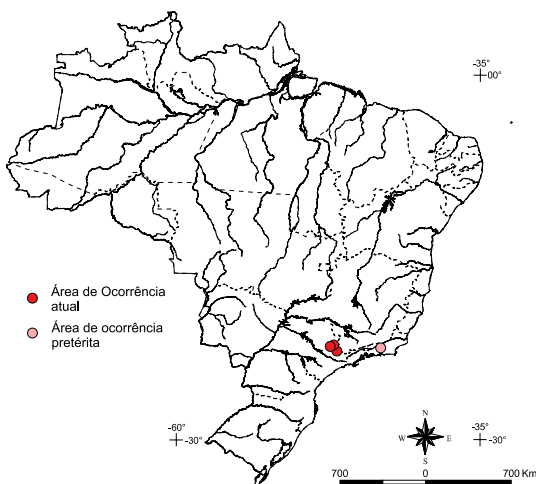 -35°
00°
Área de Ocorrência
atual
Área de ocorrência
pretérita
-60°
-30°
N
W E
S
-35°
-30°
700 0 700 Km